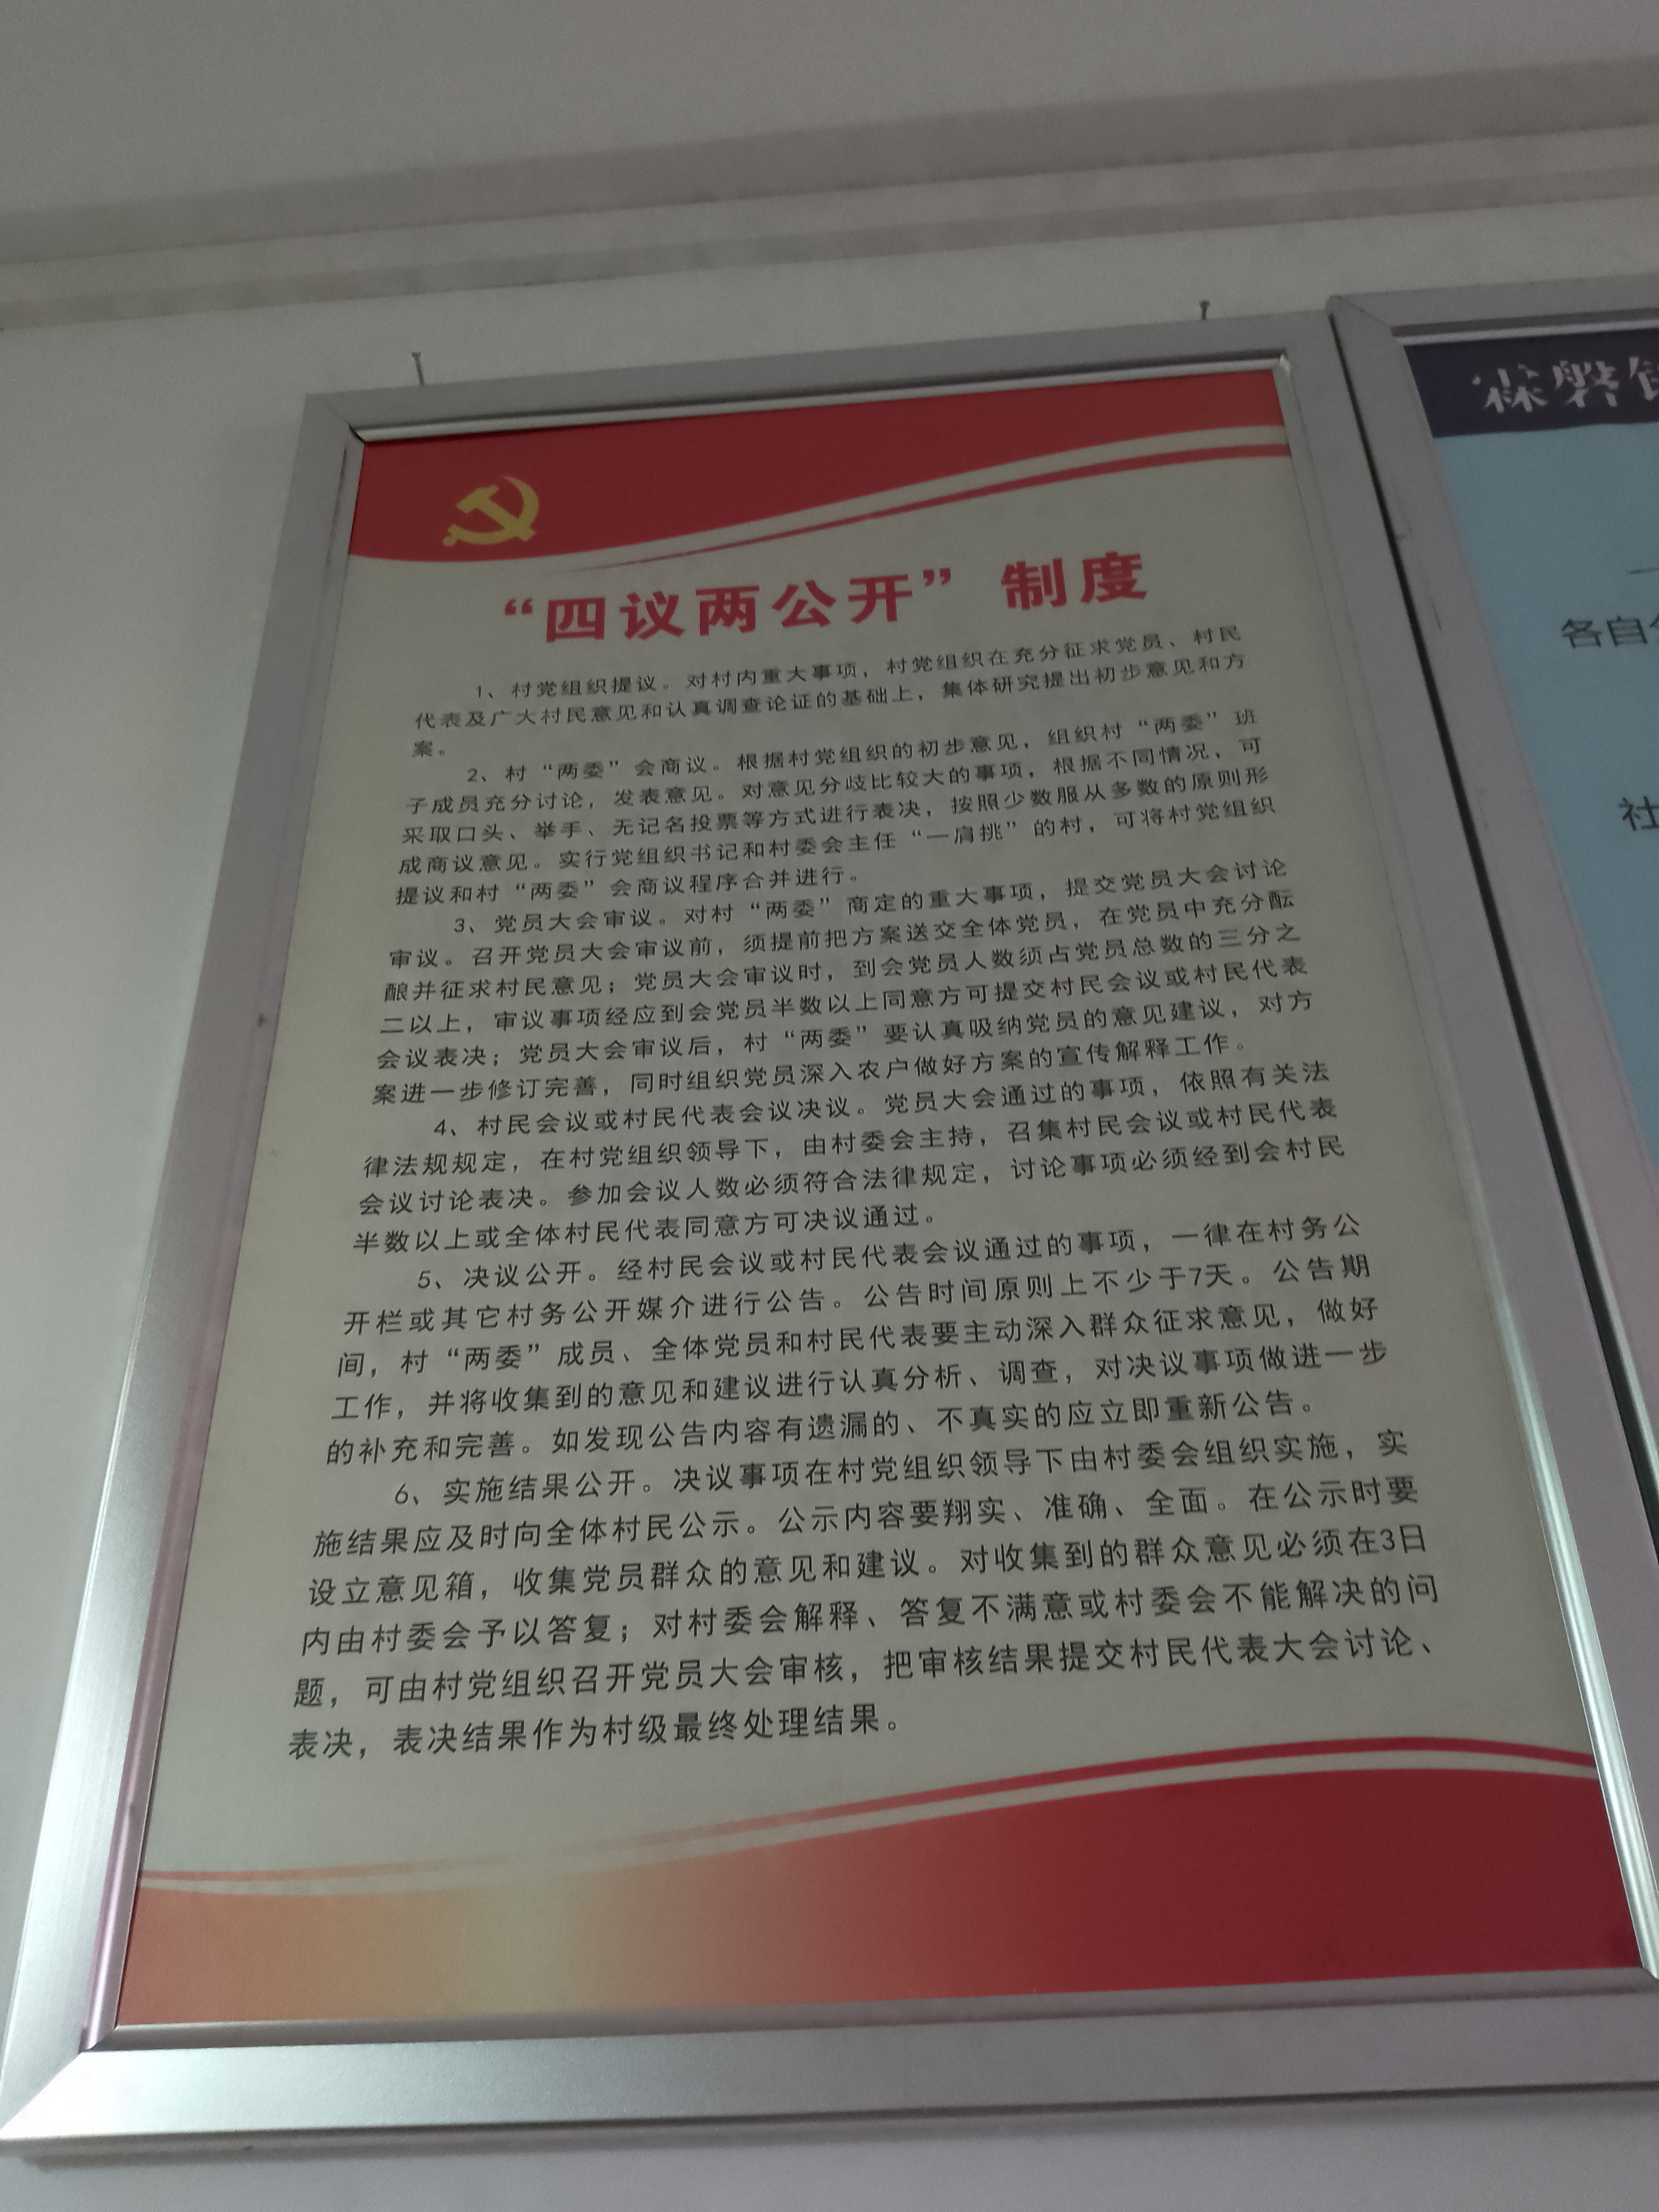 “四议两公开”制度
1、村党组织提议。对村内重大事项，村党组织在充分征求党员、村民
代表及广大村民意见和认真调查论证的基础上，集体研究提出初步意见和方
案。
2、村“两委”会商议。根据村党组织的初步意见，组织村“两委”班
子成员充分讨论，发表意见。对意见分歧比较大的事项，根据不同情况，可
采取口头、举手、无记名投票等方式进行表决，按照少数服从多数的原则形
成商议意见。实行党组织书记和村委会主任“一肩挑”的村，可将村党组织
提议和村“两委”会商议程序合并进行。
3、党员大会审议。对村“两委”商定的重大事项，提交党员大会讨论
审议。召开党员大会审议前，须提前把方案送交全体党员，在党员中充分酝
酿并征求村民意见；党员大会审议时，到会党员人数须占党员总数的三分之
二以上，审议事项经应到会党员半数以上同意方可提交村民会议或村民代表
会议表决；党员大会审议后，村“两委”要认真吸纳党员的意见建议，对方
案进一步修订完善，同时组织党员深入农户做好方案的宣传解释工作。
4、村民会议或村民代表会议决议。党员大会通过的事项，依照有关法
律法规规定，在村党组织领导下，由村委会主持，召集村民会议或村民代表
会议讨论表决。参加会议人数必须符合法律规定，讨论事项必须经到会村民
半数以上或全体村民代表同意方可决议通过。
5、决议公开。经村民会议或村民代表会议通过的事项，一律在村务公
开栏或其它村务公开媒介进行公告。公告时间原则上不少于7天。公告期
间，村“两委”成员、全体党员和村民代表要主动深入群众征求意见，做好
工作，并将收集到的意见和建议进行认真分析、调查，对决议事项做进一步
的补充和完善。如发现公告内容有遗漏的、不真实的应立即重新公告。
6、实施结果公开。决议事项在村党组织领导下由村委会组织实施，实
施结果应及时向全体村民公示。公示内容要翔实、准确、全面。在公示时要
设立意见箱，收集党员群众的意见和建议。对收集到的群众意见必须在3日
内由村委会予以答复；对村委会解释、答复不满意或村委会不能解决的问
题，可由村党组织召开党员大会审核，把审核结果提交村民代表大会讨论、
表决，表决结果作为村级最终处理结果。
霖磐
各自
社